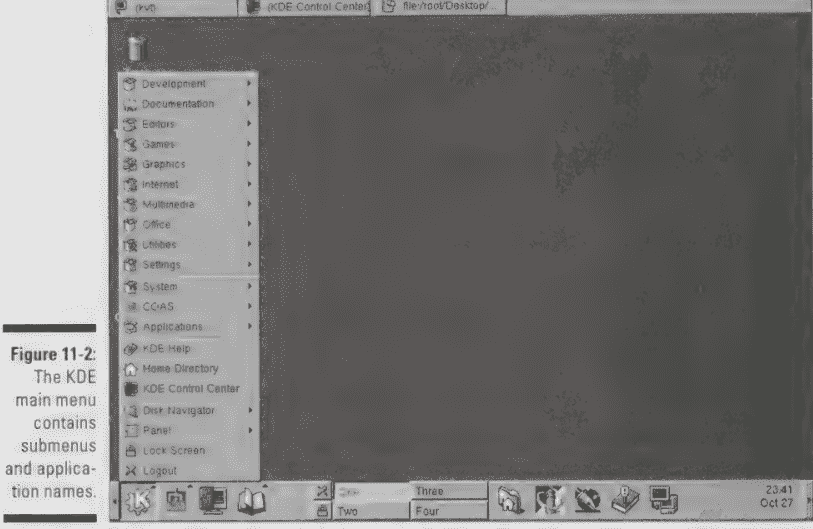 (kvt)
(KDE Control Center)
file:/root/Desktop/...
Development
Documentation
Editors
Games
Graphics
Internet
Multimedia
Office
Utilities
Settings
System
COAS
Applications
KDE Help
Home Directory
KDE Control Center
Disk Navigator
Panel
Lock Screen
Logout
Figure 11-2:
The KDE
main menu
contains
submenus
and applica-
tion names.
Three
Two
Four
23:41
Oct 27